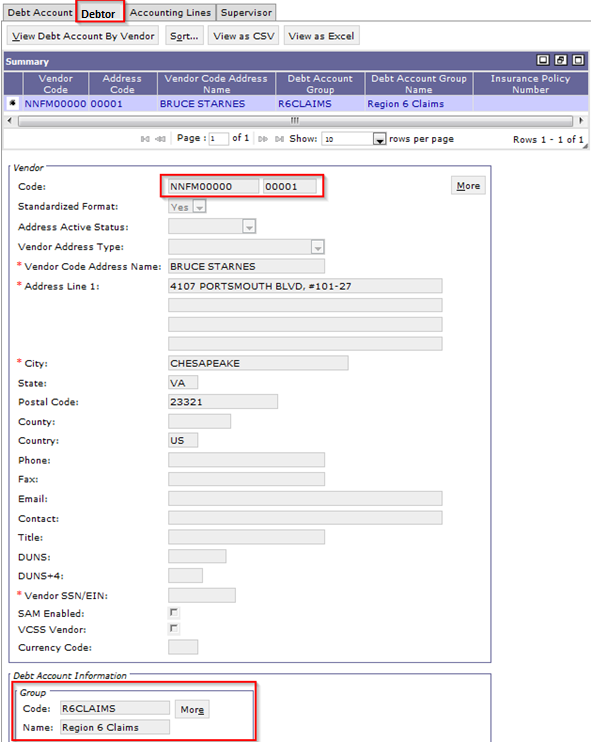 Debt Account Debtor Accounting Lines Supervisor
View Debt Account By Vendor Sort... View as CSV View as Excel
Summary
Vendor Code Address Code Vendor Code Address Name Debt Account Group Debt Account Group Name Insurance Policy Number
* NNFM00000 00001 BRUCE STARNES R6CLAIMS Region 6 Claims
Page : 1 of 1 Show: 10 rows per page Rows 1 - 1 of 1
Vendor
Code: NNFM00000 00001 More
Standardized Format: Yes
Address Active Status:
Vendor Address Type:
* Vendor Code Address Name: BRUCE STARNES
* Address Line 1: 4107 PORTSMOUTH BLVD, #101-27
* City: CHESAPEAKE
State: VA
Postal Code: 23321
County:
Country: US
Phone:
Fax:
Email:
Contact:
Title:
DUNS:
DUNS+4:
* Vendor SSN/EIN:
SAM Enabled:
VCSS Vendor:
Currency Code:
Debt Account Information
Group
Code: R6CLAIMS More
Name: Region 6 Claims